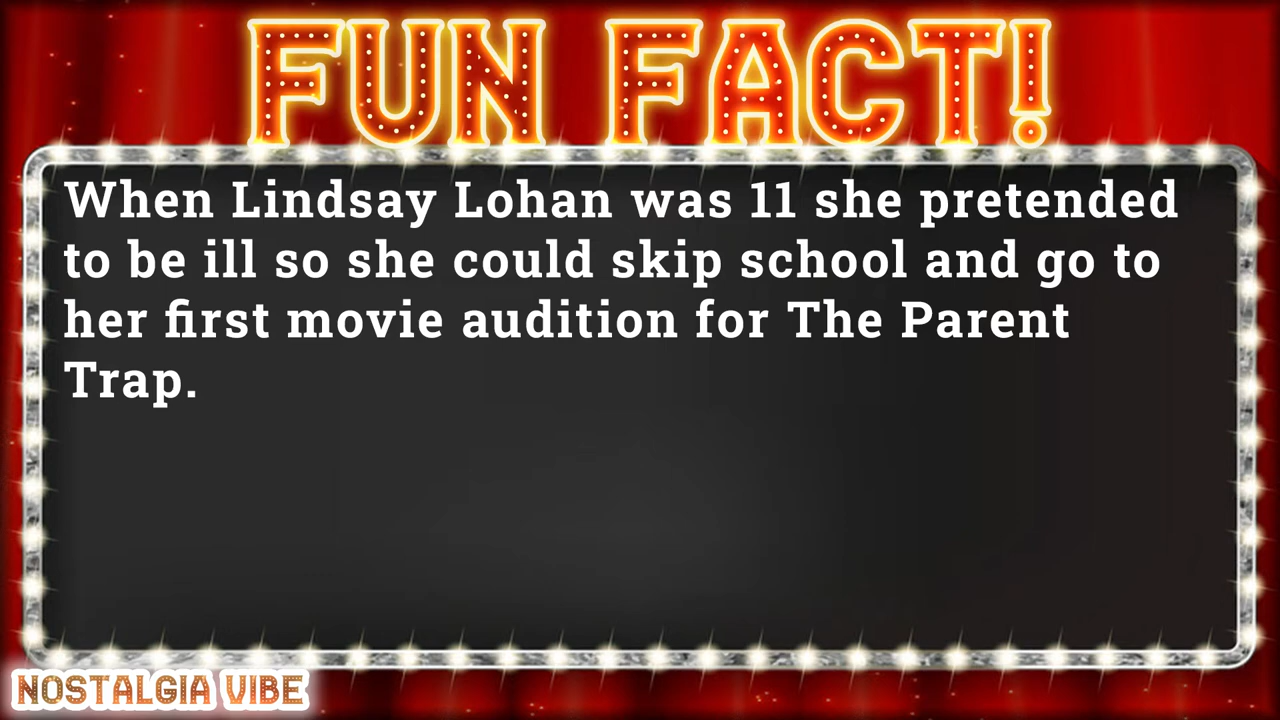 FUN FACT!
When Lindsay Lohan was 11 she pretended
to be ill so she could skip school and go to
her first movie audition for The Parent
Trap.
NOSTALGIA VIBE